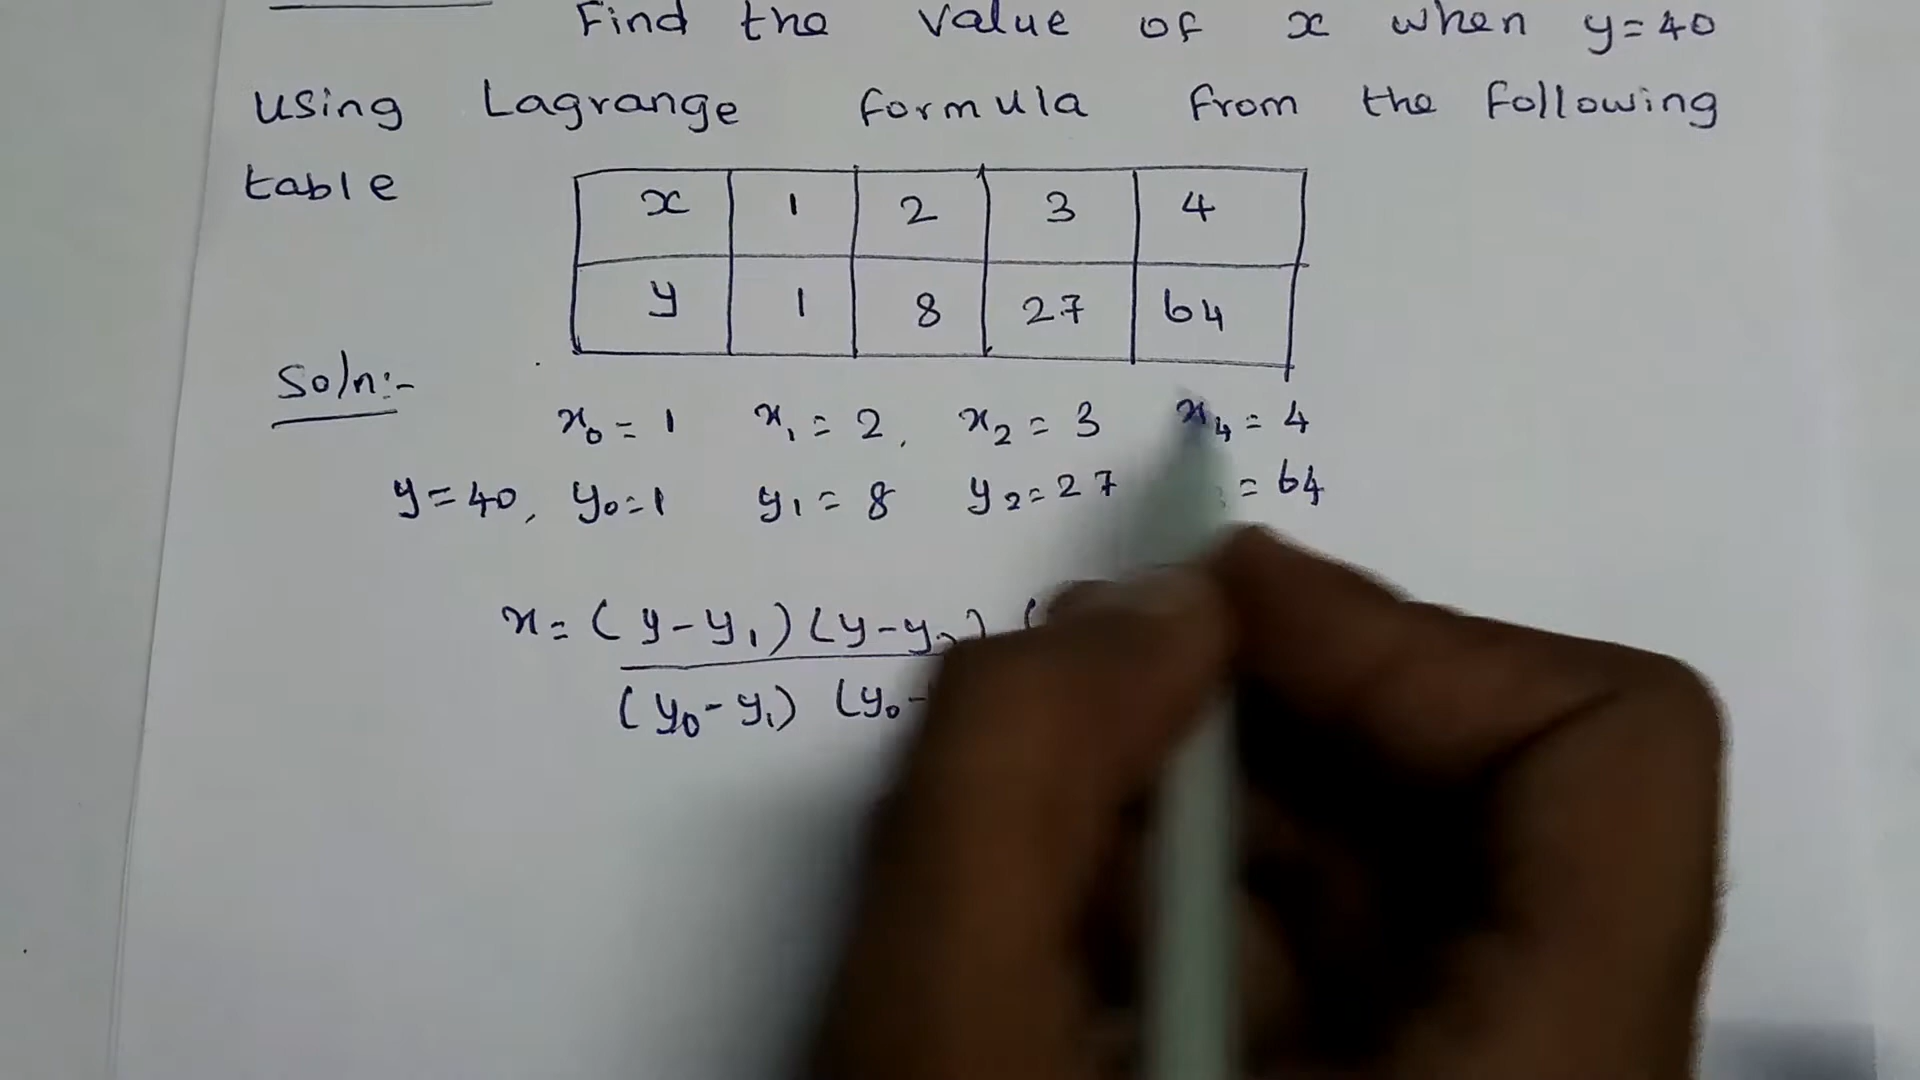 Find the value of x when y=40
using Lagrange formula from the following
table
x 1 2 3 4
y 1 8 27 64
Soln:-
x₀ = 1 x₁ = 2, x₂ = 3 x₄ = 4
y=40, y₀=1 y₁ = 8 y₂=27 = 64
x = (y-y₁) (y-y₂) (
(y₀-y₁) (y₀-